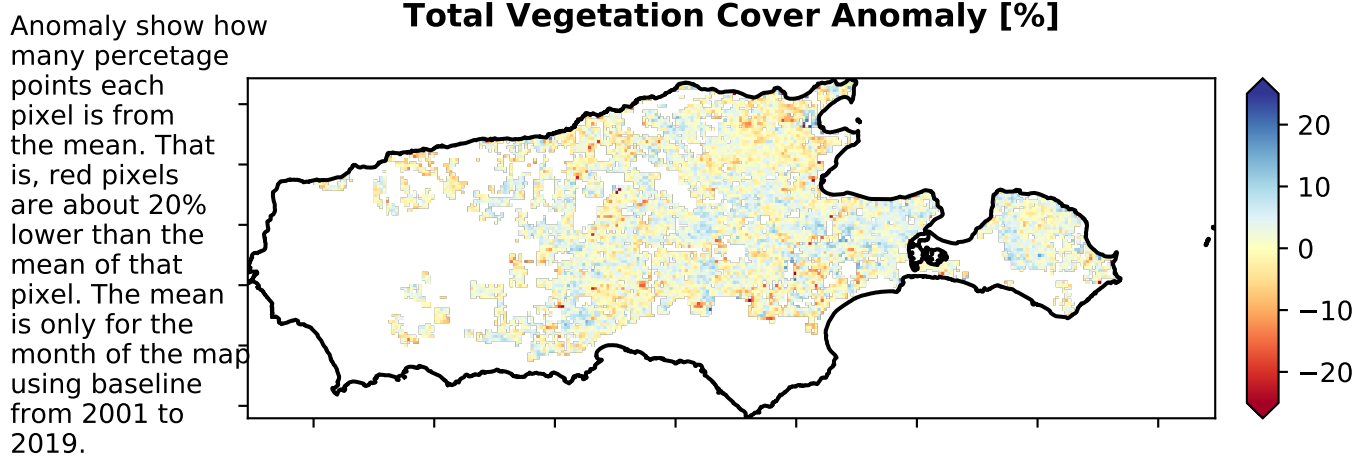 Total Vegetation Cover Anomaly [%]
Anomaly show how
many percetage
points each
pixel is from
the mean. That
is, red pixels
are about 20%
lower than the
mean of that
pixel. The mean
is only for the
month of the map
using baseline
from 2001 to
2019.
20
10
0
−10
−20